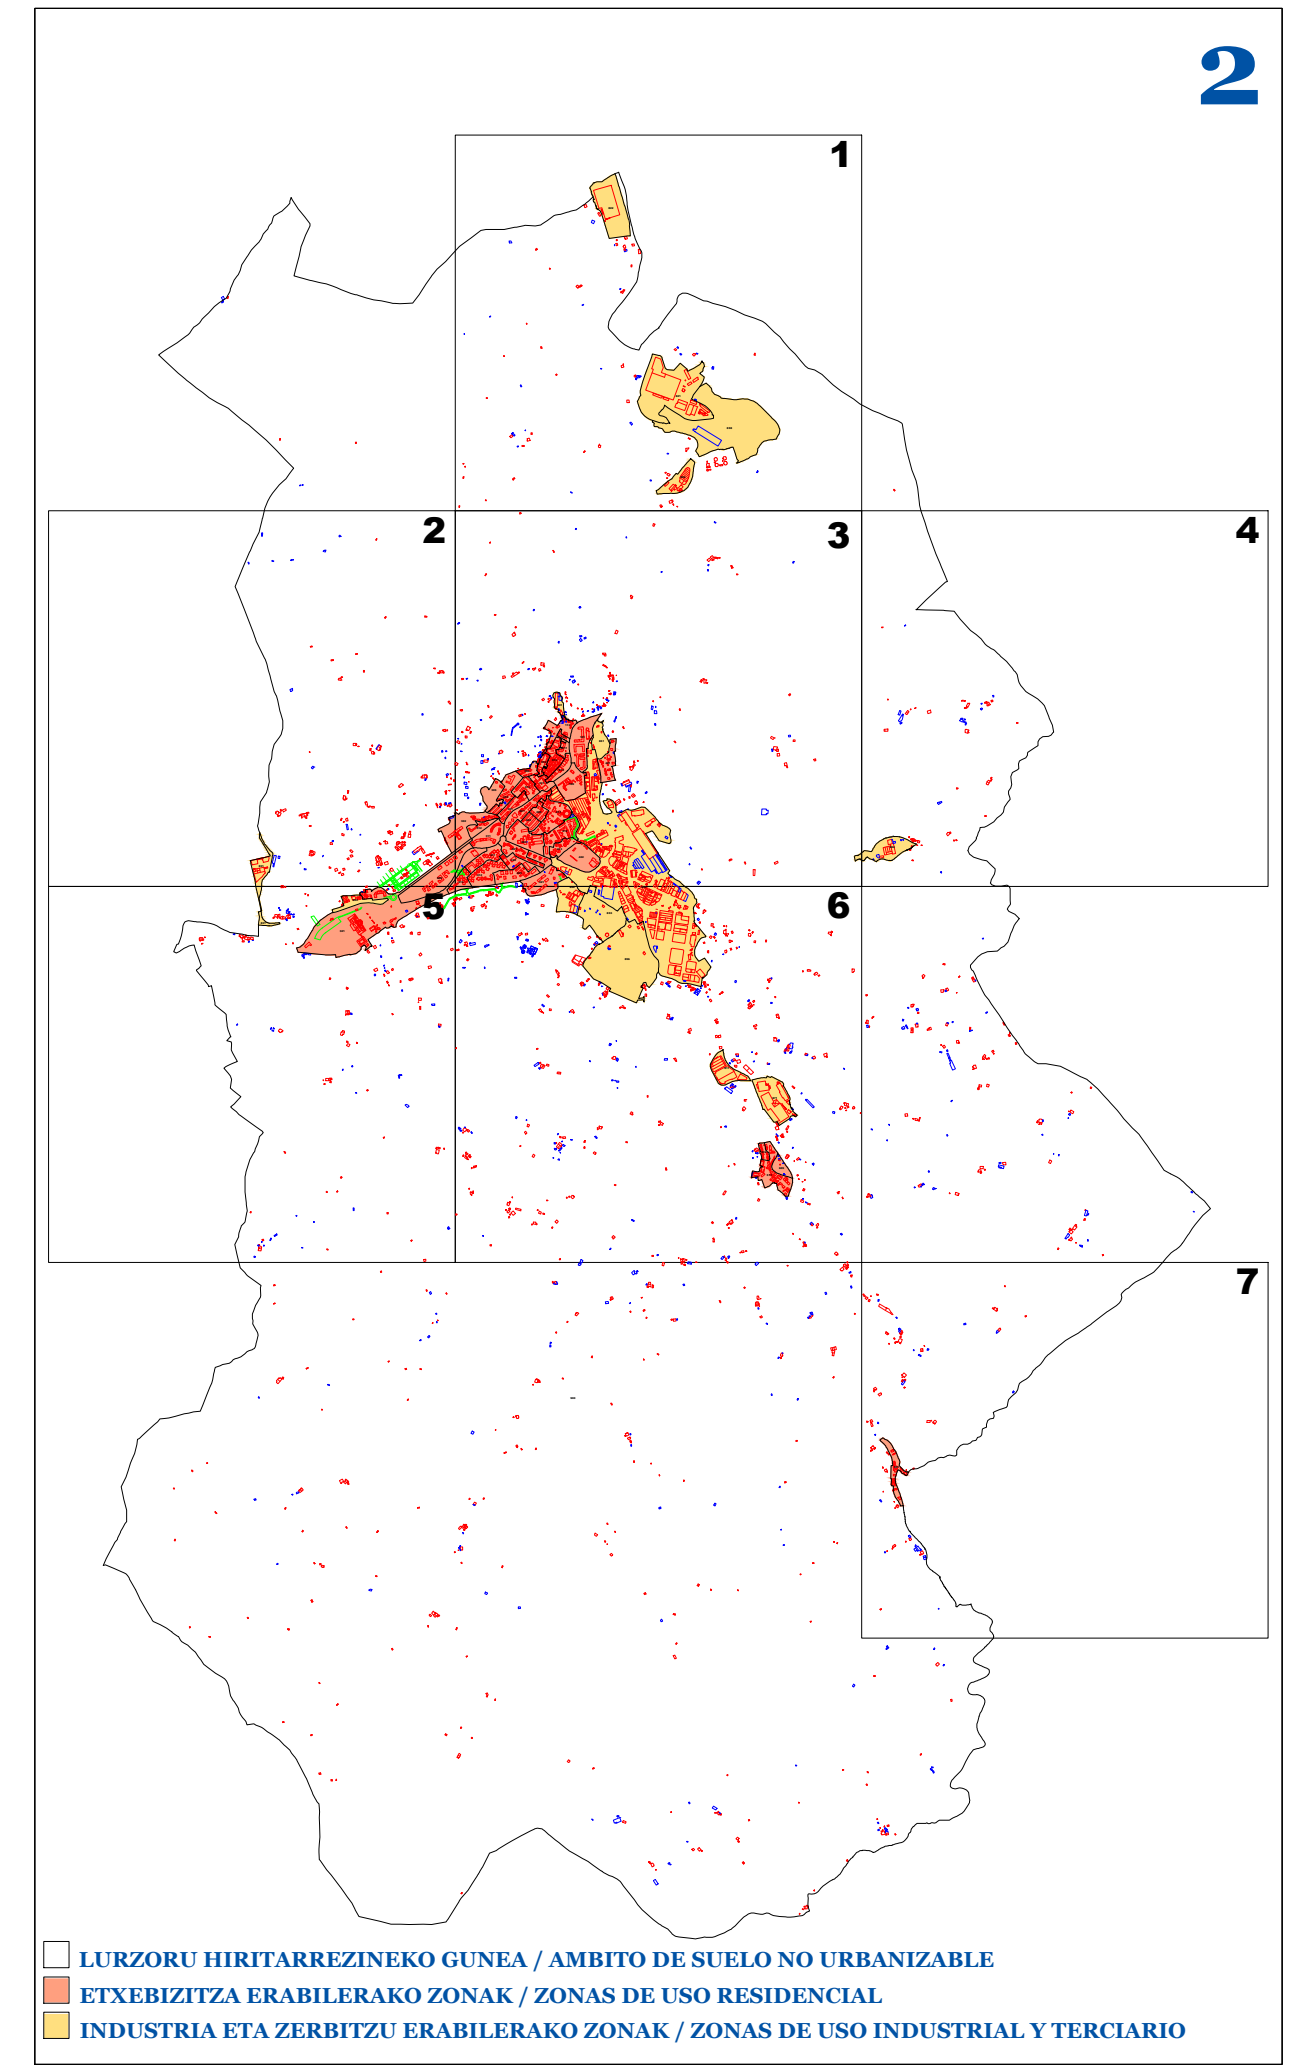 2
1
2
3
4
5
6
7
LURZORU HIRITARREZINEKO GUNEA / AMBITO DE SUELO NO URBANIZABLE
ETXEBIZITZA ERABILERAKO ZONAK / ZONAS DE USO RESIDENCIAL
INDUSTRIA ETA ZERBITZU ERABILERAKO ZONAK / ZONAS DE USO INDUSTRIAL Y TERCIARIO